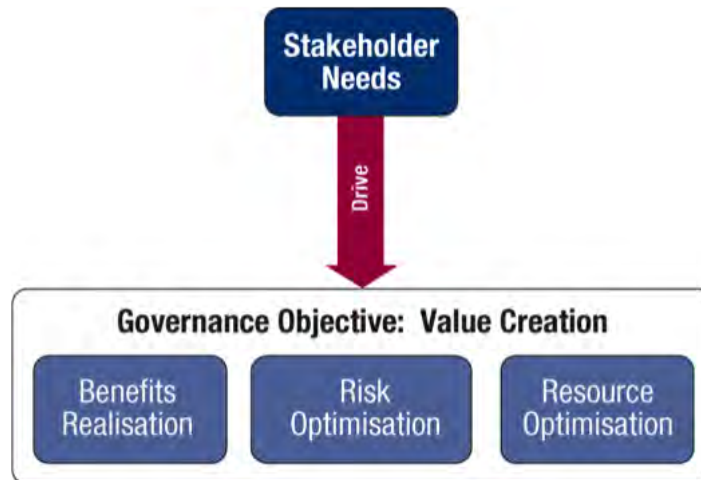 Stakeholder
Needs
Drive
Governance Objective: Value Creation
Benefits
Realisation
Risk
Optimisation
Resource
Optimisation